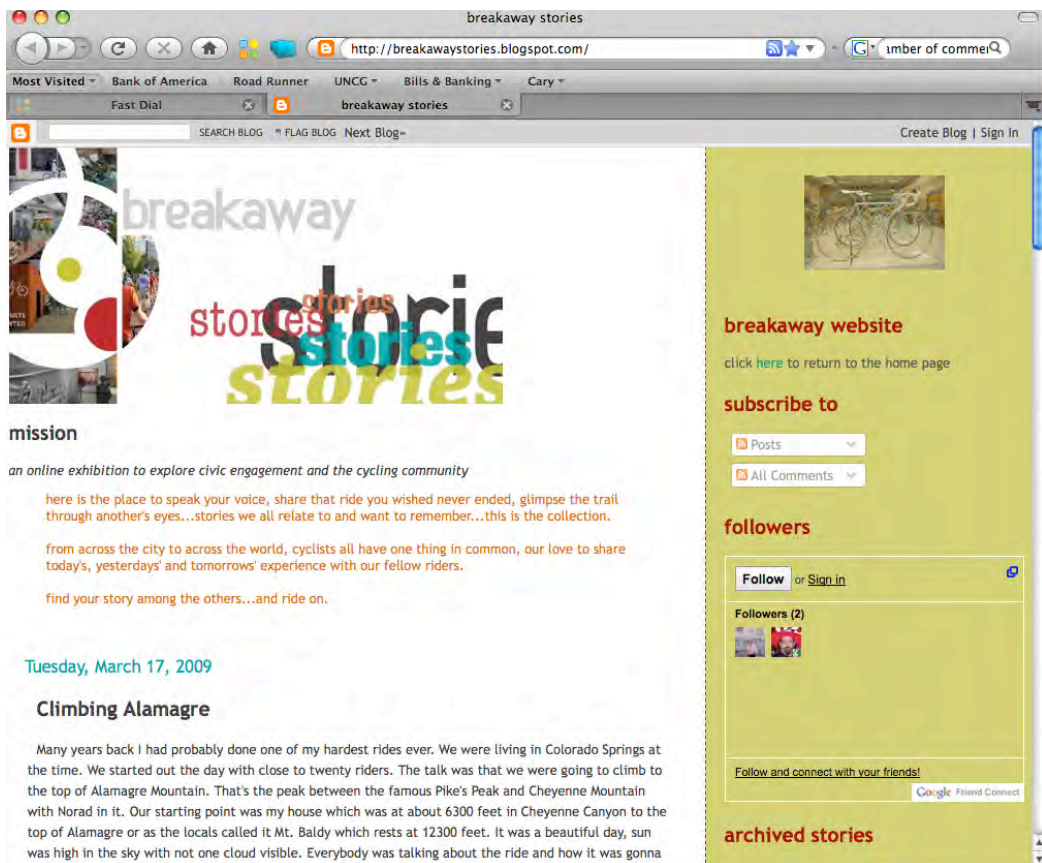 breakaway stories
http://breakawaystories.blogspot.com/
G
umber of commer
Most Visited
Bank of America
Road Runner
UNCG
Bills & Banking
Cary
Fast Dial
breakaway stories
SEARCH BLOG
FLAG BLOG
Next Blog»
Create Blog | Sign In
breakaway
stories
stories
storie
stories
stories
mission
an online exhibition to explore civic engagement and the cycling community
here is the place to speak your voice, share that ride you wished never ended, glimpse the trail
through another's eyes...stories we all relate to and want to remember...this is the collection.
from across the city to across the world, cyclists all have one thing in common, our love to share
today's, yesterdays' and tomorrows' experience with our fellow riders.
find your story among the others...and ride on.
Tuesday, March 17, 2009
Climbing Alamagre
Many years back I had probably done one of my hardest rides ever. We were living in Colorado Springs at
the time. We started out the day with close to twenty riders. The talk was that we were going to climb to
the top of Alamagre Mountain. That's the peak between the famous Pike's Peak and Cheyenne Mountain
with Norad in it. Our starting point was my house which was at about 6300 feet in Cheyenne Canyon to the
top of Alamagre or as the locals called it Mt. Baldy which rests at 12300 feet. It was a beautiful day, sun
was high in the sky with not one cloud visible. Everybody was talking about the ride and how it was gonna
breakaway website
click here to return to the home page
subscribe to
Posts
All Comments
followers
Follow or Sign in
Followers (2)
Follow and connect with your friends!
Google Friend Connect
archived stories